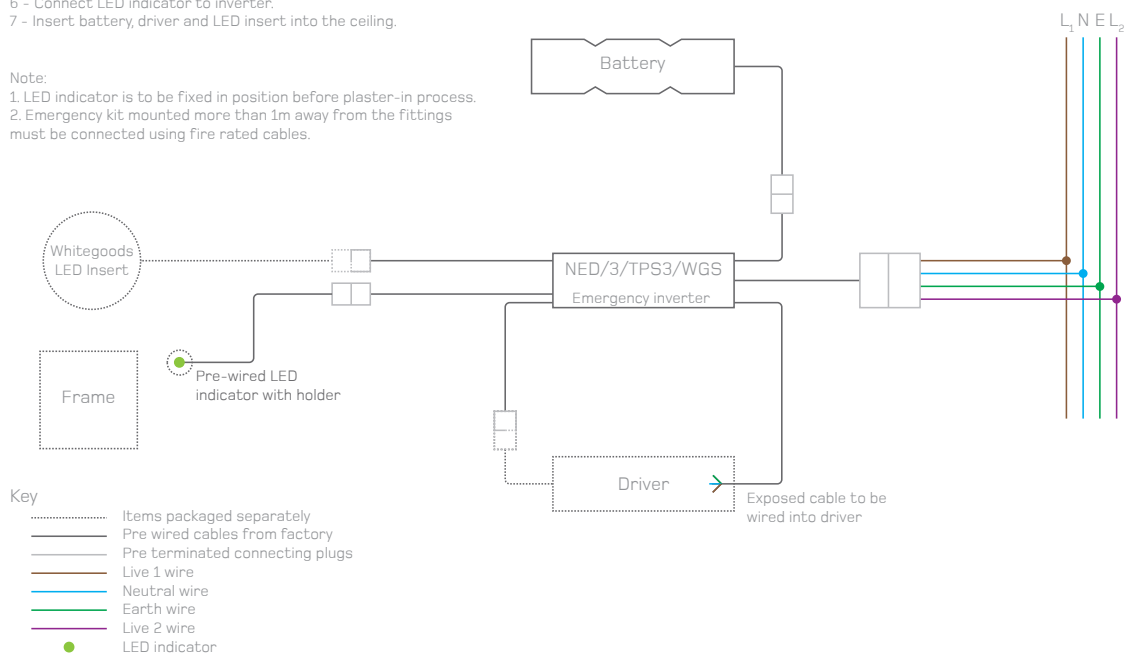 6 - Connect LED indicator to inverter.
7 - Insert battery, driver and LED insert into the ceiling.
L1 N E L2
Battery
Note:
1. LED indicator is to be fixed in position before plaster-in process.
2. Emergency kit mounted more than 1m away from the fittings
must be connected using fire rated cables.
Whitegoods
LED Insert
NED/3/TPS3/WGS
Emergency inverter
Pre-wired LED
indicator with holder
Frame
Driver
Exposed cable to be
wired into driver
Key
Items packaged separately
Pre wired cables from factory
Pre terminated connecting plugs
Live 1 wire
Neutral wire
Earth wire
Live 2 wire
LED indicator